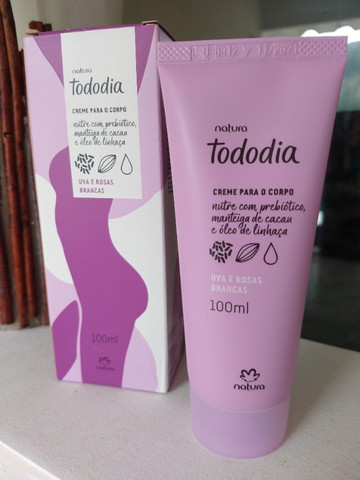 natura
tododia
CREME PARA O CORPO
nutre com prebiótico,
manteiga de cacau
e óleo de linhaça
UVA E ROSAS
BRANCAS
100ml
natura
tododia
CREME PARA O CORPO
nutre com prebiótico,
manteiga de cacau
e óleo de linhaça
UVA E ROSAS
BRANCAS
100ml
natura